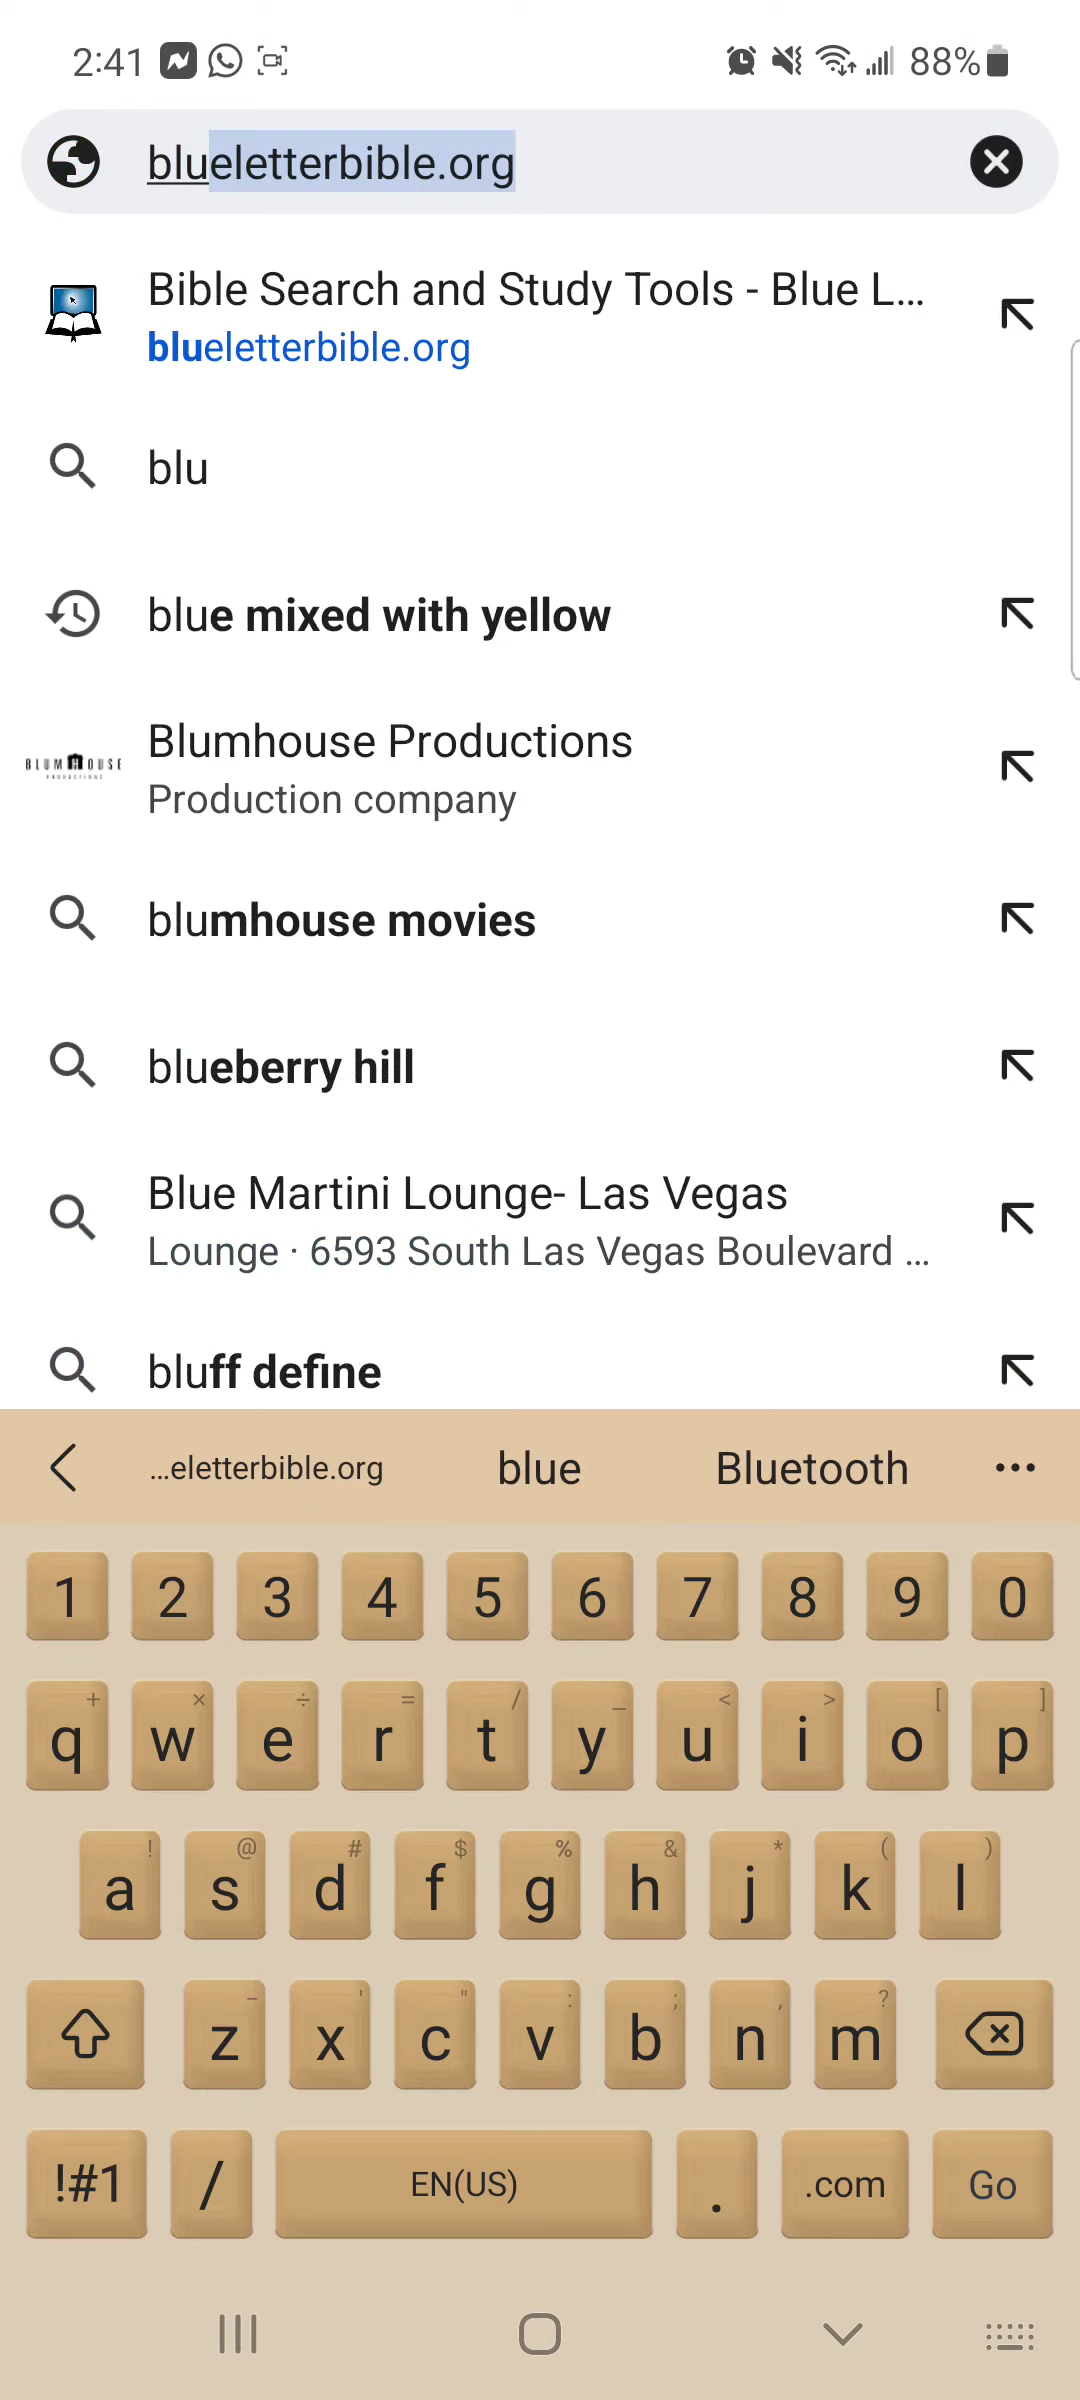 2:41 88%
blueletterbible.org
Bible Search and Study Tools - Blue L...
blueletterbible.org
blu
blue mixed with yellow
BLUMHOUSE
PRODUCTIONS
Blumhouse Productions
Production company
blumhouse movies
blueberry hill
Blue Martini Lounge- Las Vegas
Lounge · 6593 South Las Vegas Boulevard ...
bluff define
...eletterbible.org blue Bluetooth
1 2 3 4 5 6 7 8 9 0
+ × ÷ = / _ < > [ ]
q w e r t y u i o p
! @ # $ % & * ( )
a s d f g h j k l
- ' " : ; , ?
z x c v b n m
!#1 / EN(US) . .com Go